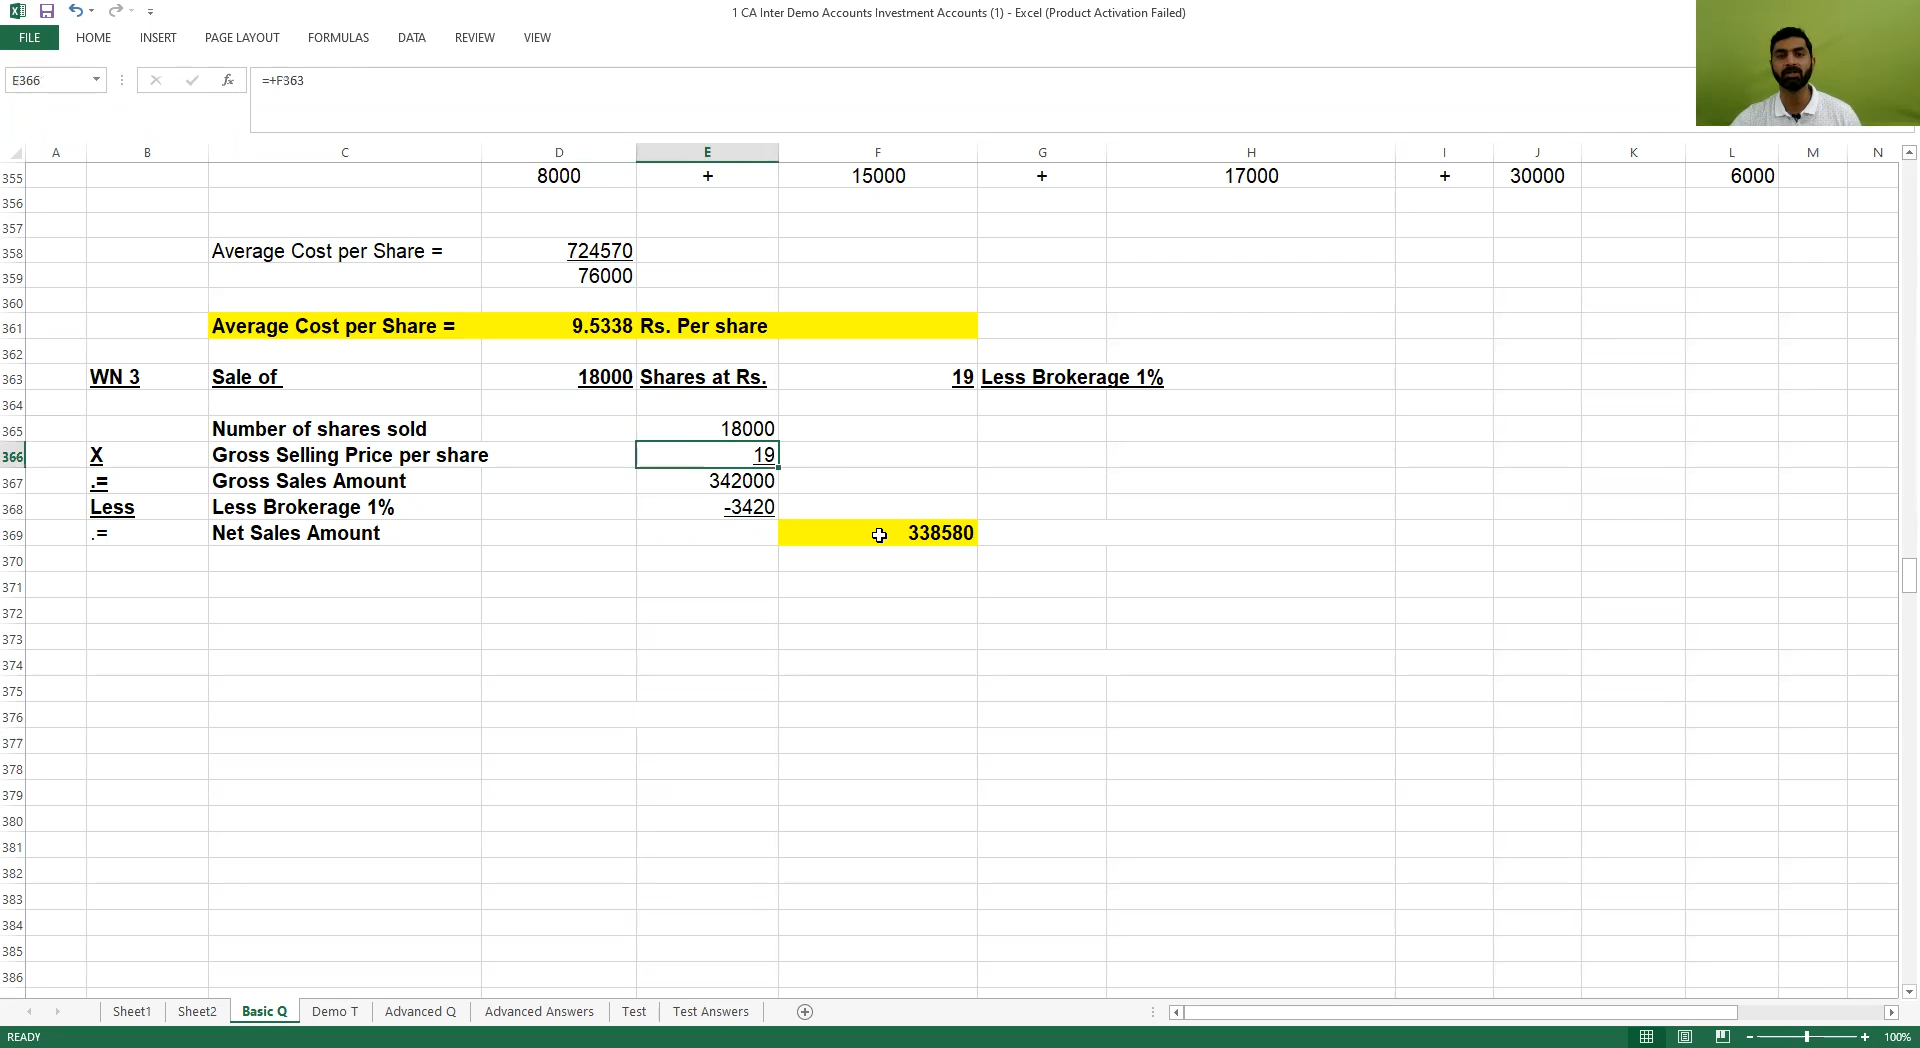 1 CA Inter Demo Accounts Investment Accounts (1) - Excel (Product Activation Failed)
FILE HOME INSERT PAGE LAYOUT FORMULAS DATA REVIEW VIEW
E366 fx =+F363
A B C D E F G H I J K L M N
355 8000 + 15000 + 17000 + 30000 6000
356
357
358 Average Cost per Share = 724570
359 76000
360
361 Average Cost per Share = 9.5338 Rs. Per share
362
363 WN 3 Sale of 18000 Shares at Rs. 19 Less Brokerage 1%
364
365 Number of shares sold 18000
366 X Gross Selling Price per share 19
367 .= Gross Sales Amount 342000
368 Less Less Brokerage 1% -3420
369 .= Net Sales Amount 338580
370
371
372
373
374
375
376
377
378
379
380
381
382
383
384
385
386
Sheet1 Sheet2 Basic Q Demo T Advanced Q Advanced Answers Test Test Answers
READY 100%